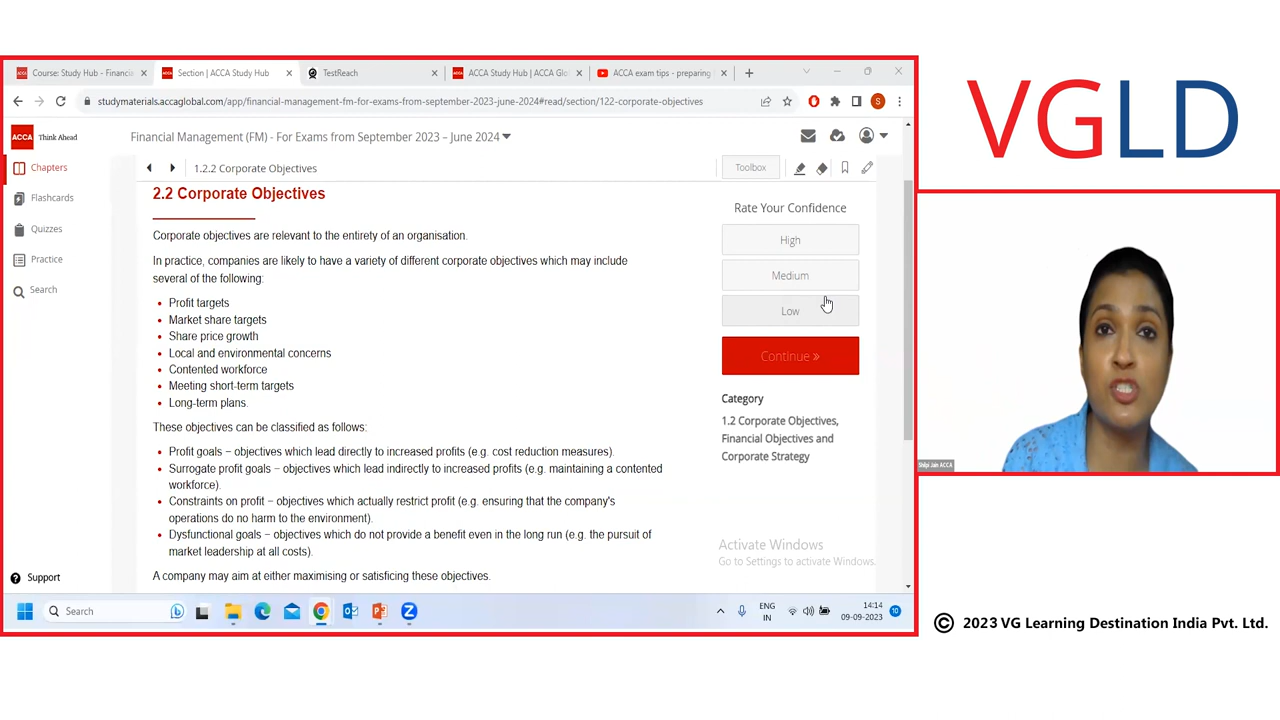 Course: Study Hub - Financi
Section | ACCA Study Hub
TestReach
ACCA Study Hub | ACCA Glo
ACCA exam tips - preparing
studymaterials.accaglobal.com/app/financial-management-fm-for-exams-from-september-2023-june-2024#read/section/122-corporate-objectives
S
ACCA
Think Ahead
Financial Management (FM) - For Exams from September 2023 – June 2024
Chapters
Flashcards
Quizzes
Practice
Search
Support
1.2.2 Corporate Objectives
Toolbox
2.2 Corporate Objectives
Corporate objectives are relevant to the entirety of an organisation.
In practice, companies are likely to have a variety of different corporate objectives which may include
several of the following:
• Profit targets
• Market share targets
• Share price growth
• Local and environmental concerns
• Contented workforce
• Meeting short-term targets
• Long-term plans.
These objectives can be classified as follows:
• Profit goals – objectives which lead directly to increased profits (e.g. cost reduction measures).
• Surrogate profit goals – objectives which lead indirectly to increased profits (e.g. maintaining a contented
workforce).
• Constraints on profit – objectives which actually restrict profit (e.g. ensuring that the company's
operations do no harm to the environment).
• Dysfunctional goals – objectives which do not provide a benefit even in the long run (e.g. the pursuit of
market leadership at all costs).
A company may aim at either maximising or satisficing these objectives.
Rate Your Confidence
High
Medium
Low
Continue »
Category
1.2 Corporate Objectives,
Financial Objectives and
Corporate Strategy
Activate Windows
Go to Settings to activate Windows.
Search
ENG
IN
14:14
09-09-2023
10
VGLD
Shilpi Jain ACCA
© 2023 VG Learning Destination India Pvt. Ltd.